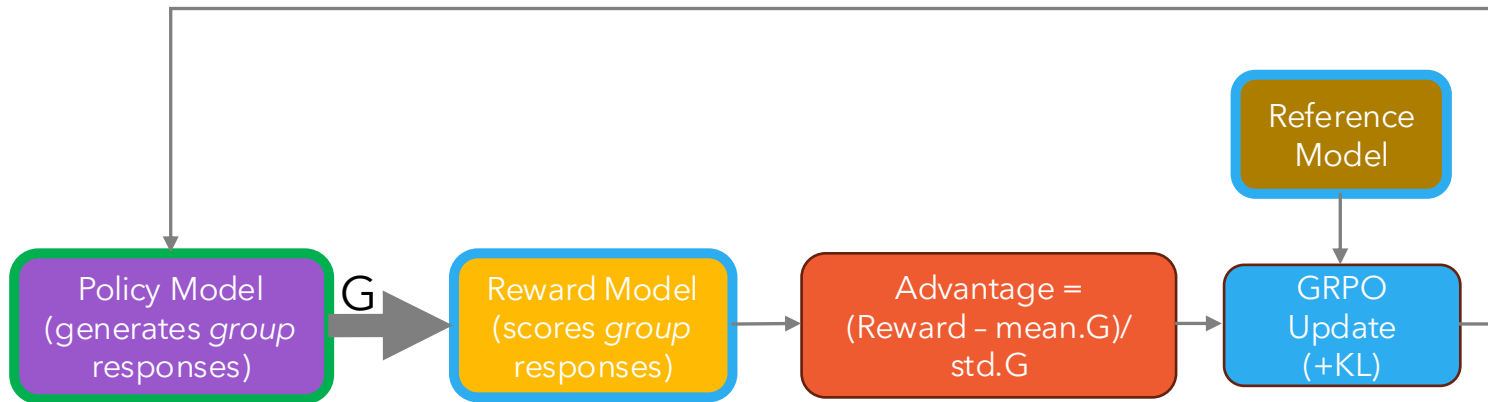 Reference
Model
Policy Model
(generates group
responses)
G
Reward Model
(scores group
responses)
Advantage =
(Reward – mean.G)/
std.G
GRPO
Update
(+KL)